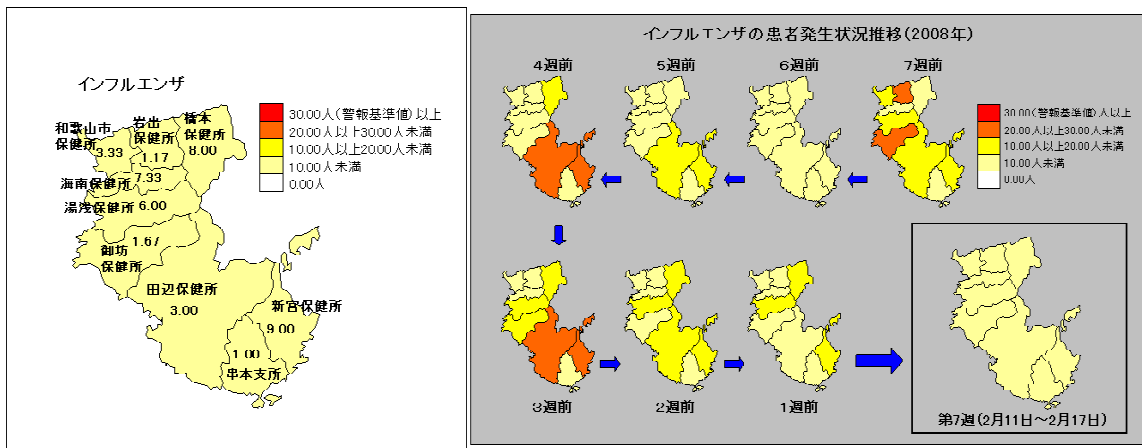 インフルエンザ
和歌山市
保健所
3.33
岩出
保健所
1.17
橋本
保健所
8.00
海南保健所
7.33
湯浅保健所
6.00
御坊
保健所
1.67
田辺保健所
3.00
新宮保健所
9.00
1.00
串本支所
30.00人(警報基準値)以上
20.00人以上30.00人未満
10.00人以上20.00人未満
10.00人未満
0.00人
インフルエンザの患者発生状況推移(2008年)
4週前
5週前
6週前
7週前
30.00(警報基準値)人以上
20.00人以上30.00人未満
10.00人以上20.00人未満
10.00人未満
0.00人
3週前
2週前
1週前
第7週(2月11日~2月17日)